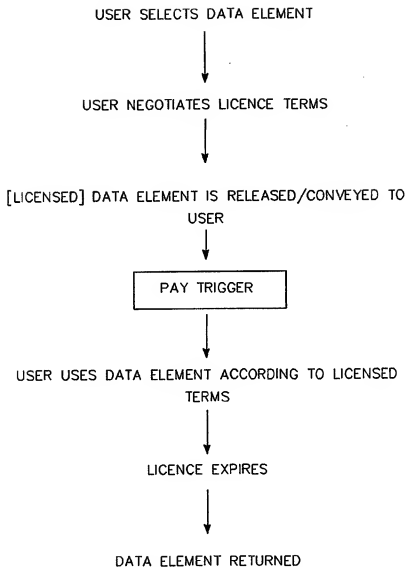 USER SELECTS DATA ELEMENT
USER NEGOTIATES LICENCE TERMS
[LICENSED] DATA ELEMENT IS RELEASED/CONVEYED TO
USER
PAY TRIGGER
USER USES DATA ELEMENT ACCORDING TO LICENSED
TERMS
LICENCE EXPIRES
DATA ELEMENT RETURNED